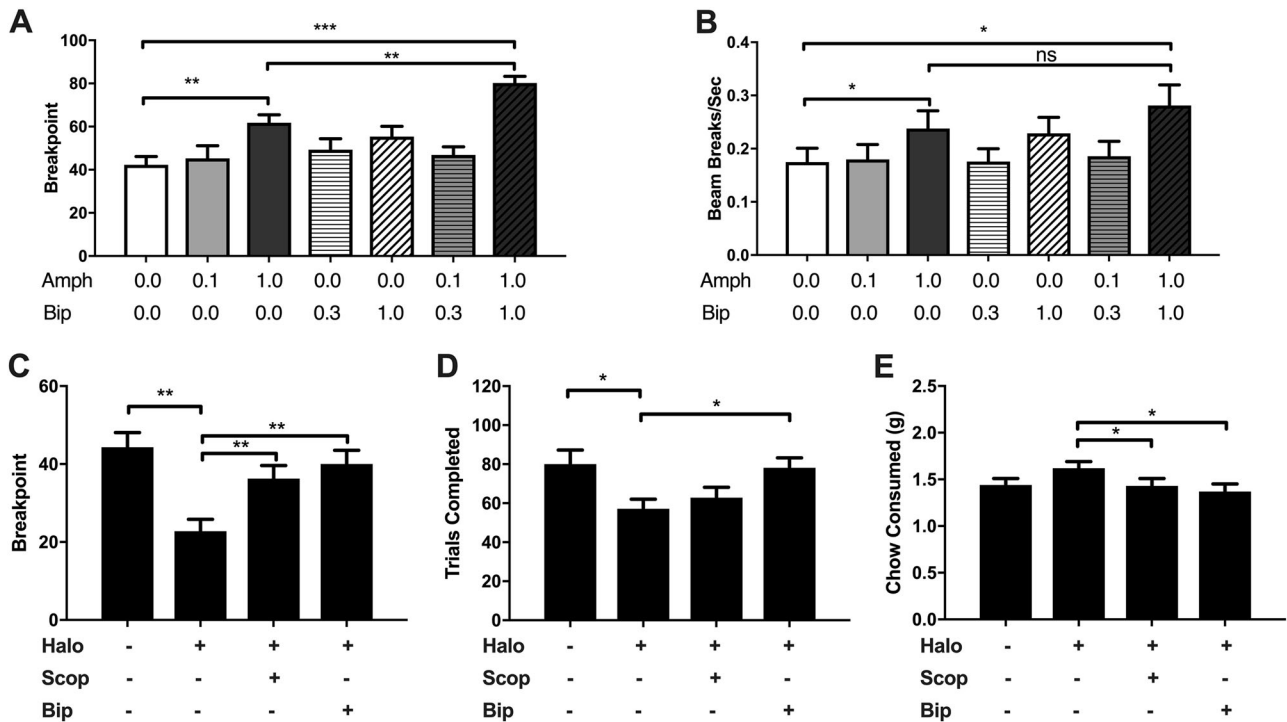 A
Breakpoint
100
80
60
40
20
0
***
**
**
Amph 0.0 0.1 1.0 0.0 0.0 0.1 1.0
Bip 0.0 0.0 0.0 0.3 1.0 0.3 1.0
B
Beam Breaks/Sec
0.4
0.3
0.2
0.1
0.0
*
ns
*
Amph 0.0 0.1 1.0 0.0 0.0 0.1 1.0
Bip 0.0 0.0 0.0 0.3 1.0 0.3 1.0
C
Breakpoint
60
40
20
0
**
**
**
Halo - + + +
Scop - - + -
Bip - - - +
D
Trials Completed
120
100
80
60
40
20
0
*
*
Halo - + + +
Scop - - + -
Bip - - - +
E
Chow Consumed (g)
2.5
2.0
1.5
1.0
0.5
0.0
*
*
Halo - + + +
Scop - - + -
Bip - - - +